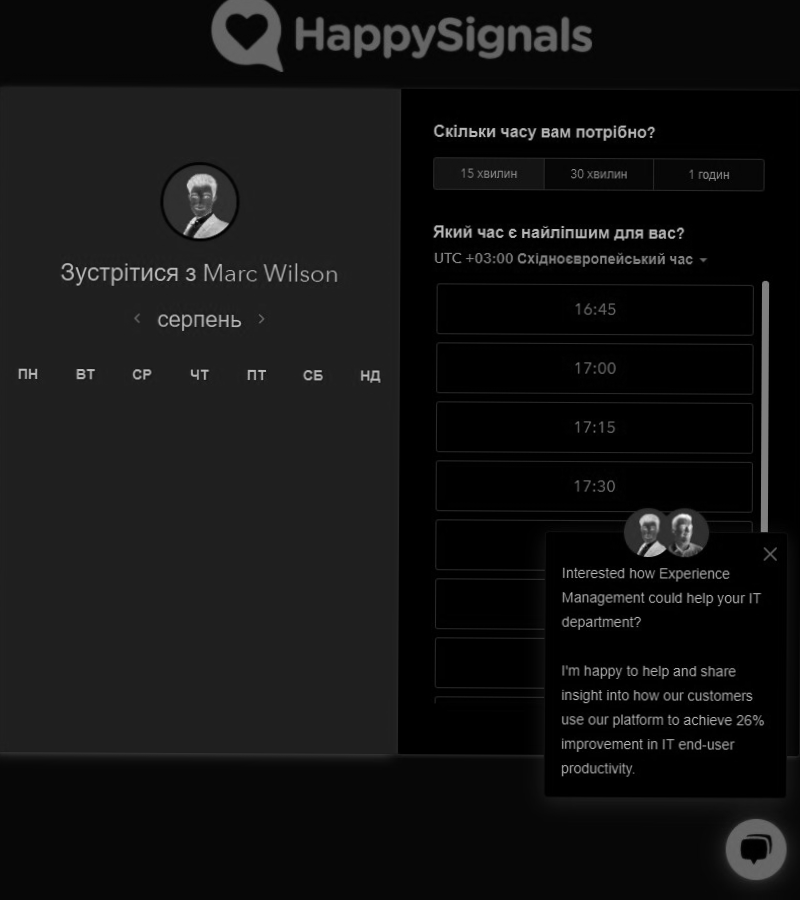 HappySignals
Зустрітися з Marc Wilson
серпень
ПН ВТ СР ЧТ ПТ СБ НД
Скільки часу вам потрібно?
15 хвилин 30 хвилин 1 годин
Який час є найліпшим для вас?
UTC +03:00 Східноєвропейський час
16:45
17:00
17:15
17:30
Interested how Experience
Management could help your IT
department?
I'm happy to help and share
insight into how our customers
use our platform to achieve 26%
improvement in IT end-user
productivity.